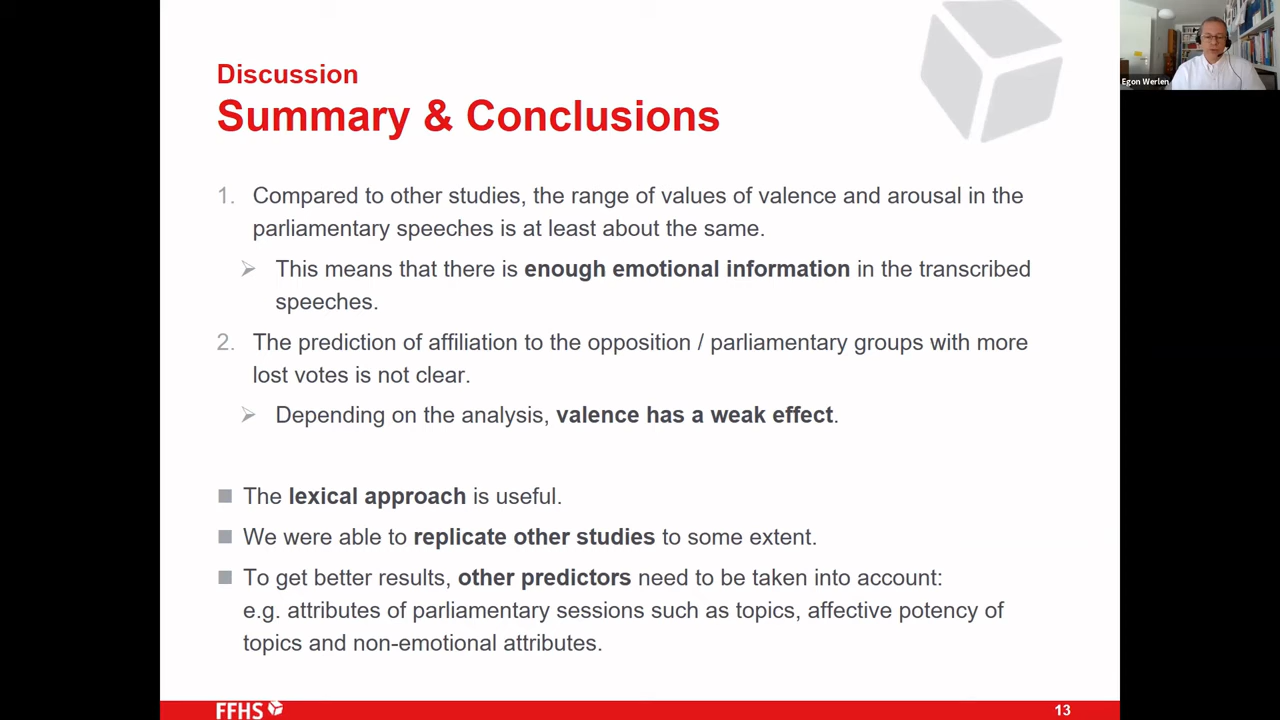 Discussion
Summary & Conclusions
Egon Werlen
1. Compared to other studies, the range of values of valence and arousal in the
parliamentary speeches is at least about the same.
This means that there is enough emotional information in the transcribed
speeches.
2. The prediction of affiliation to the opposition / parliamentary groups with more
lost votes is not clear.
Depending on the analysis, valence has a weak effect.
The lexical approach is useful.
We were able to replicate other studies to some extent.
To get better results, other predictors need to be taken into account:
e.g. attributes of parliamentary sessions such as topics, affective potency of
topics and non-emotional attributes.
FFHS
13